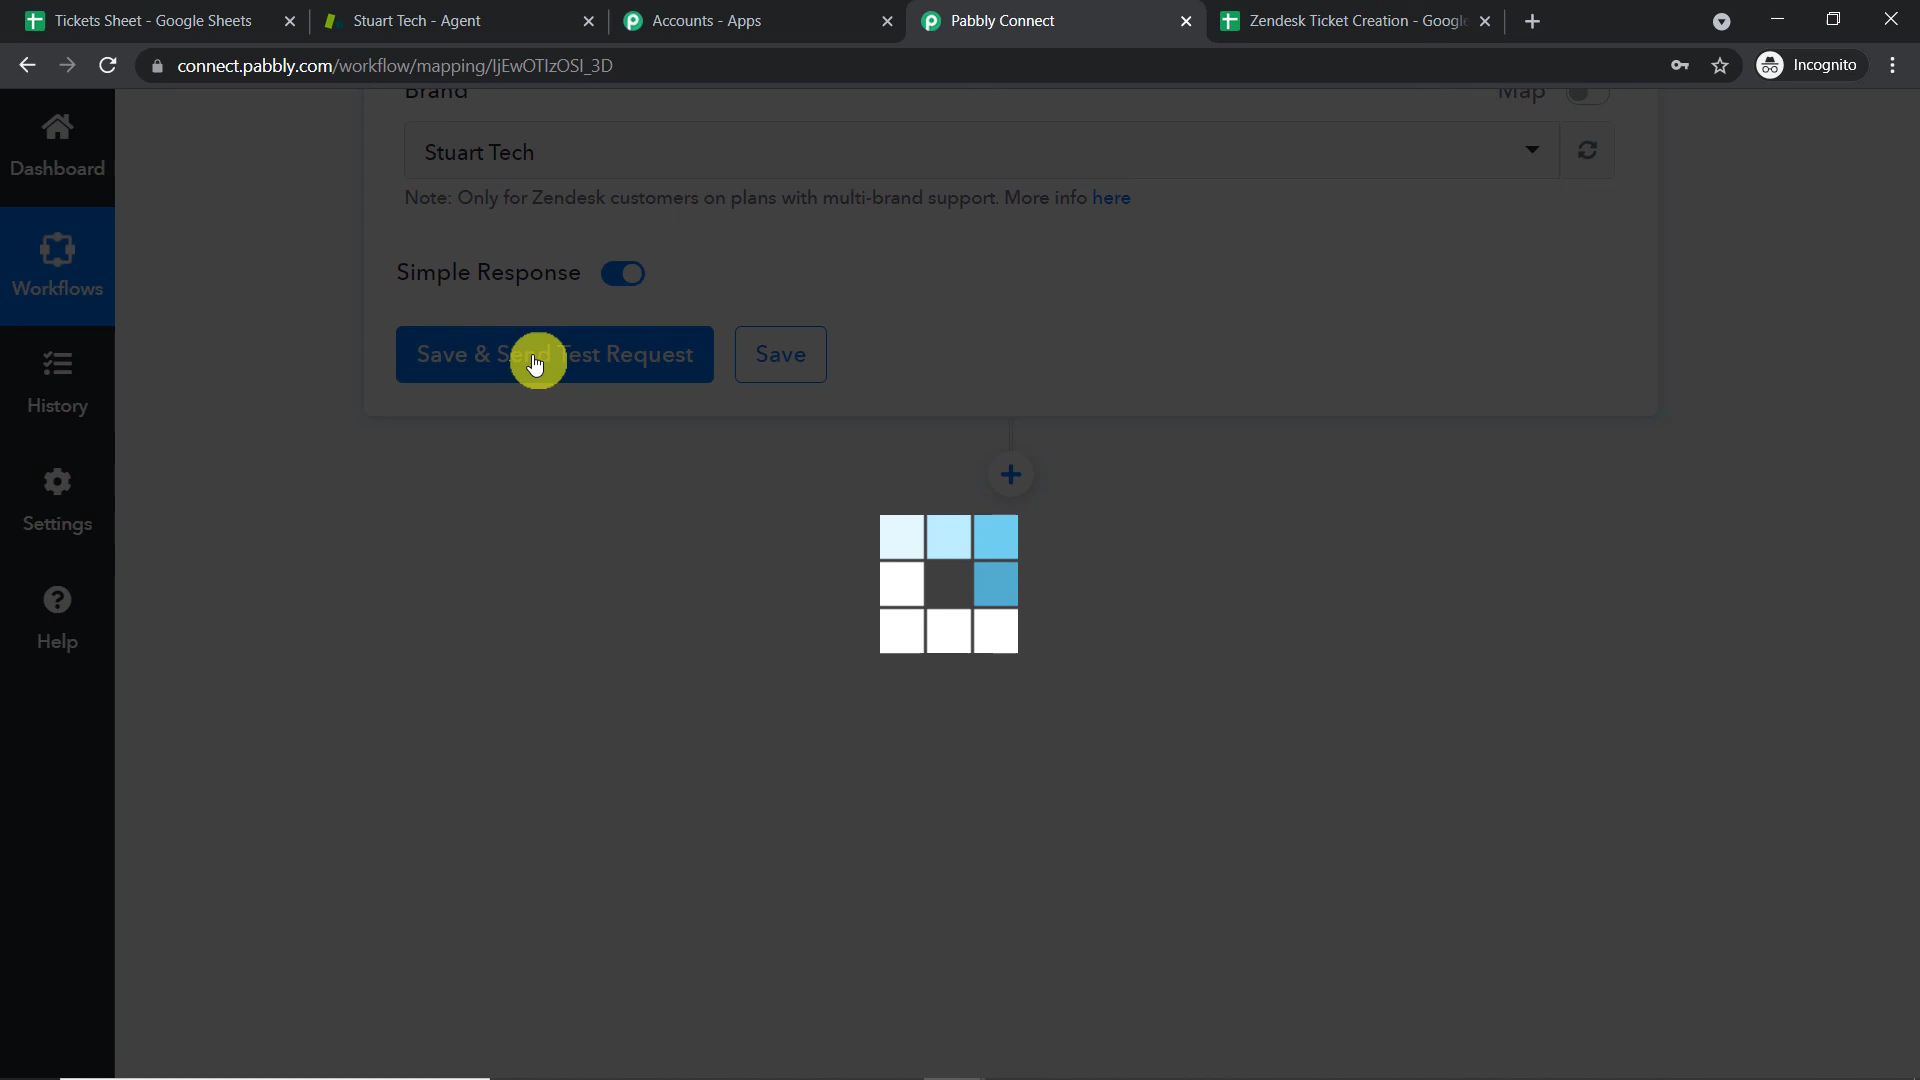 Tickets Sheet - Google Sheets
Stuart Tech - Agent
Accounts - Apps
Pabbly Connect
Zendesk Ticket Creation - Google
connect.pabbly.com/workflow/mapping/IjEwOTIzOSI_3D
Incognito
Brand
Map
Dashboard
Stuart Tech
Note: Only for Zendesk customers on plans with multi-brand support. More info here
Workflows
Simple Response
Save & Send Test Request
Save
History
Settings
Help